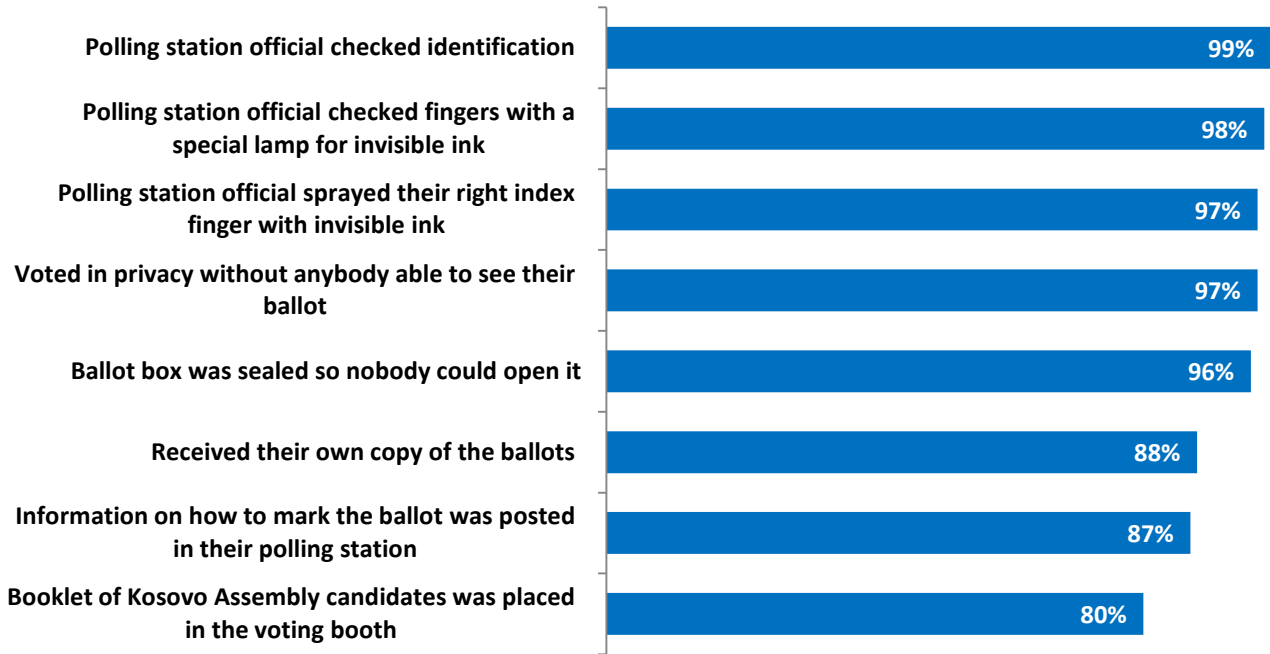 Polling station official checked identification
99%
Polling station official checked fingers with a
special lamp for invisible ink
98%
Polling station official sprayed their right index
finger with invisible ink
97%
Voted in privacy without anybody able to see their
ballot
97%
Ballot box was sealed so nobody could open it
96%
Received their own copy of the ballots
88%
Information on how to mark the ballot was posted
in their polling station
87%
Booklet of Kosovo Assembly candidates was placed
in the voting booth
80%